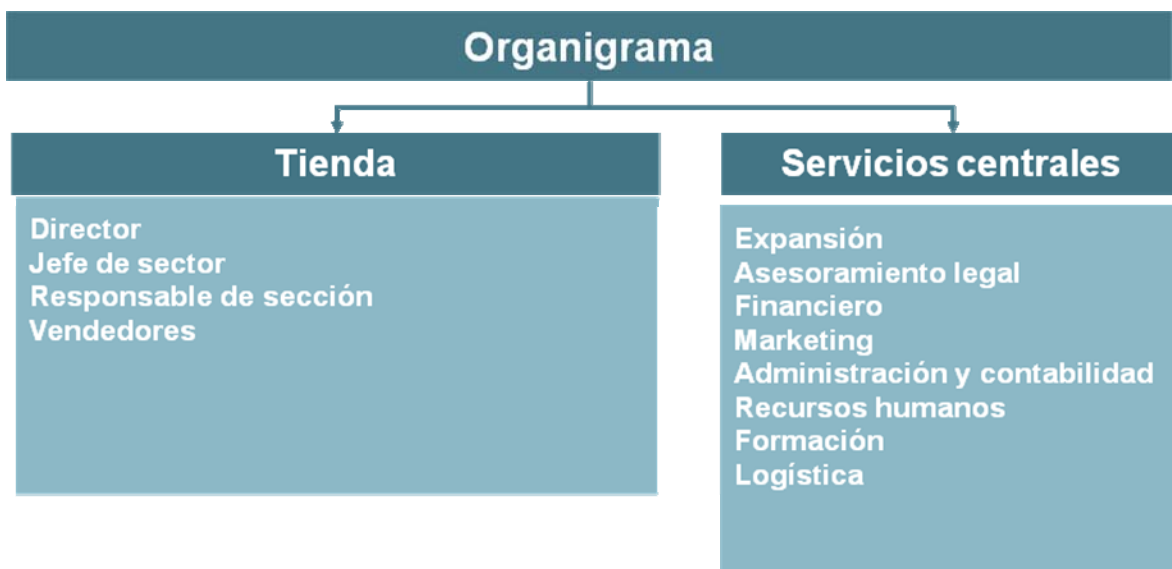 Organigrama
Tienda
Director
Jefe de sector
Responsable de sección
Vendedores
Servicios centrales
Expansión
Asesoramiento legal
Financiero
Marketing
Administración y contabilidad
Recursos humanos
Formación
Logística